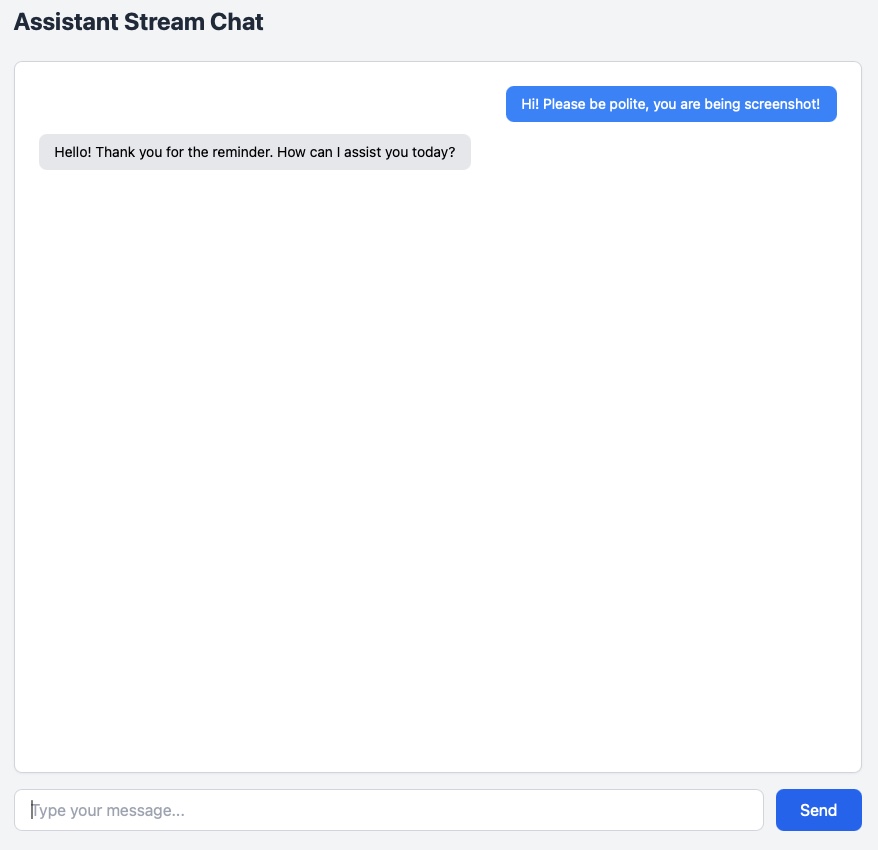 Assistant Stream Chat
Hi! Please be polite, you are being screenshot!
Hello! Thank you for the reminder. How can I assist you today?
Type your message...
Send